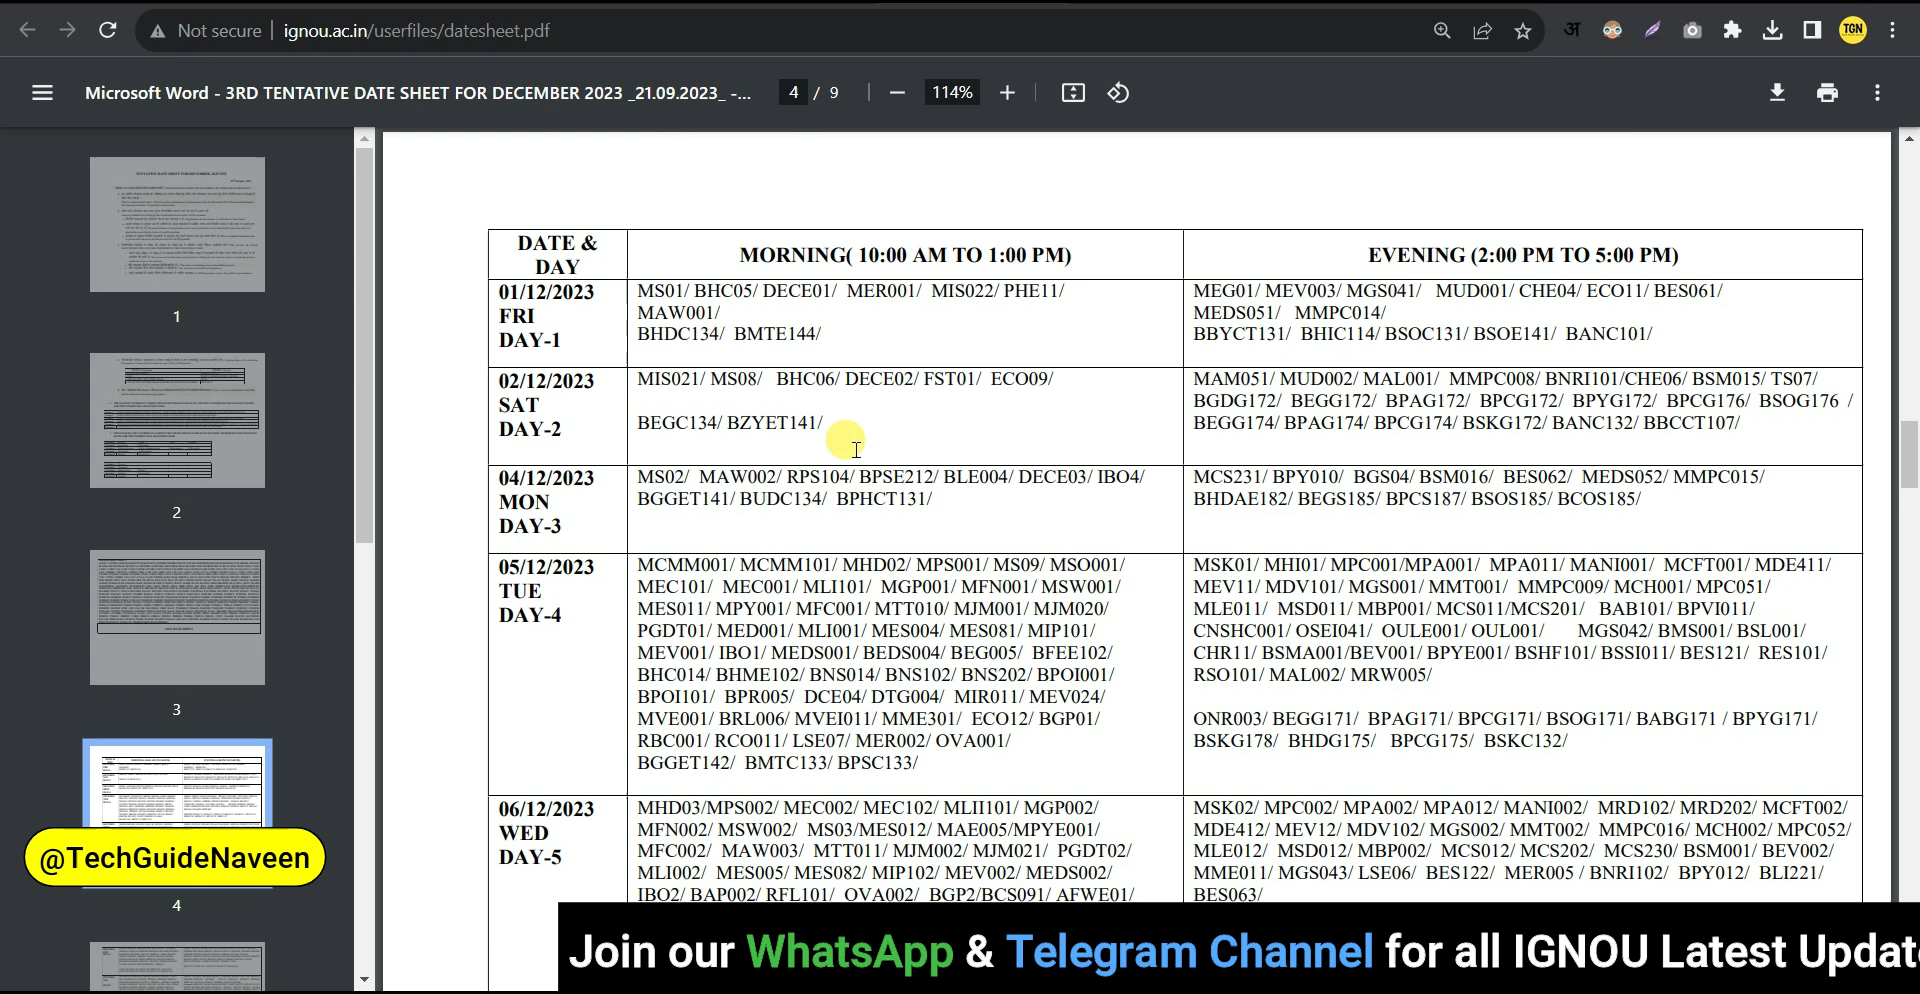 Not secure
ignou.ac.in/userfiles/datesheet.pdf
अ
TGN
Microsoft Word - 3RD TENTATIVE DATE SHEET FOR DECEMBER 2023 _21.09.2023_ -...
4 / 9
114%
1
2
3
4
@TechGuideNaveen
DATE & DAY
MORNING( 10:00 AM TO 1:00 PM)
EVENING (2:00 PM TO 5:00 PM)
01/12/2023
FRI
DAY-1
MS01/ BHC05/ DECE01/ MER001/ MIS022/ PHE11/
MAW001/
BHDC134/ BMTE144/
MEG01/ MEV003/ MGS041/ MUD001/ CHE04/ ECO11/ BES061/
MEDS051/ MMPC014/
BBYCT131/ BHIC114/ BSOC131/ BSOE141/ BANC101/
02/12/2023
SAT
DAY-2
MIS021/ MS08/ BHC06/ DECE02/ FST01/ ECO09/
BEGC134/ BZYET141/
MAM051/ MUD002/ MAL001/ MMPC008/ BNRI101/CHE06/ BSM015/ TS07/
BGDG172/ BEGG172/ BPAG172/ BPCG172/ BPYG172/ BPCG176/ BSOG176 /
BEGG174/ BPAG174/ BPCG174/ BSKG172/ BANC132/ BBCCT107/
04/12/2023
MON
DAY-3
MS02/ MAW002/ RPS104/ BPSE212/ BLE004/ DECE03/ IBO4/
BGGET141/ BUDC134/ BPHCT131/
MCS231/ BPY010/ BGS04/ BSM016/ BES062/ MEDS052/ MMPC015/
BHDAE182/ BEGS185/ BPCS187/ BSOS185/ BCOS185/
05/12/2023
TUE
DAY-4
MCMM001/ MCMM101/ MHD02/ MPS001/ MS09/ MSO001/
MEC101/ MEC001/ MLI101/ MGP001/ MFN001/ MSW001/
MES011/ MPY001/ MFC001/ MTT010/ MJM001/ MJM020/
PGDT01/ MED001/ MLI001/ MES004/ MES081/ MIP101/
MEV001/ IBO1/ MEDS001/ BEDS004/ BEG005/ BFEE102/
BHC014/ BHME102/ BNS014/ BNS102/ BNS202/ BPOI001/
BPOI101/ BPR005/ DCE04/ DTG004/ MIR011/ MEV024/
MVE001/ BRL006/ MVEI011/ MME301/ ECO12/ BGP01/
RBC001/ RCO011/ LSE07/ MER002/ OVA001/
BGGET142/ BMTC133/ BPSC133/
MSK01/ MHI01/ MPC001/MPA001/ MPA011/ MANI001/ MCFT001/ MDE411/
MEV11/ MDV101/ MGS001/ MMT001/ MMPC009/ MCH001/ MPC051/
MLE011/ MSD011/ MBP001/ MCS011/MCS201/ BAB101/ BPVI011/
CNSHC001/ OSEI041/ OULE001/ OUL001/ MGS042/ BMS001/ BSL001/
CHR11/ BSMA001/BEV001/ BPYE001/ BSHF101/ BSSI011/ BES121/ RES101/
RSO101/ MAL002/ MRW005/
ONR003/ BEGG171/ BPAG171/ BPCG171/ BSOG171/ BABG171 / BPYG171/
BSKG178/ BHDG175/ BPCG175/ BSKC132/
06/12/2023
WED
DAY-5
MHD03/MPS002/ MEC002/ MEC102/ MLII101/ MGP002/
MFN002/ MSW002/ MS03/MES012/ MAE005/MPYE001/
MFC002/ MAW003/ MTT011/ MJM002/ MJM021/ PGDT02/
MLI002/ MES005/ MES082/ MIP102/ MEV002/ MEDS002/
IBO2/ BAP002/ RFL101/ OVA002/ BGP2/BCS091/ AFWE01/
MSK02/ MPC002/ MPA002/ MPA012/ MANI002/ MRD102/ MRD202/ MCFT002/
MDE412/ MEV12/ MDV102/ MGS002/ MMT002/ MMPC016/ MCH002/ MPC052/
MLE012/ MSD012/ MBP002/ MCS012/ MCS202/ MCS230/ BSM001/ BEV002/
MME011/ MGS043/ LSE06/ BES122/ MER005 / BNRI102/ BPY012/ BLI221/
BES063/
Join our WhatsApp & Telegram Channel for all IGNOU Latest Updat